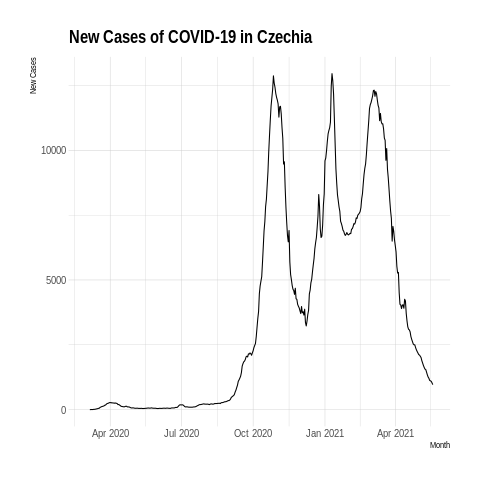 New Cases of COVID-19 in Czechia
New Cases
10000
5000
0
Apr 2020
Jul 2020
Oct 2020
Jan 2021
Apr 2021
Month